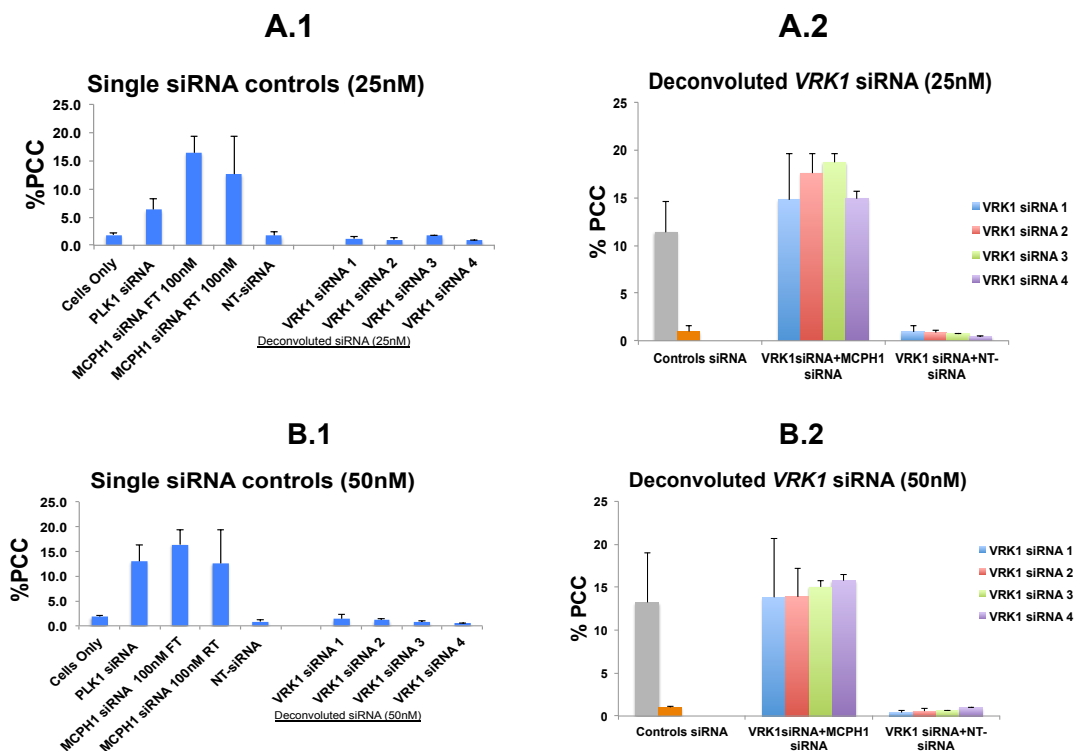 A.1
Single siRNA controls (25nM)
%PCC
25.0
20.0
15.0
10.0
5.0
0.0
Cells Only
PLK1 siRNA
MCPH1 siRNA FT 100nM
MCPH1 siRNA RT 100nM
NT-siRNA
VRK1 siRNA 1
VRK1 siRNA 2
VRK1 siRNA 3
VRK1 siRNA 4
Deconvoluted siRNA (25nM)
A.2
Deconvoluted VRK1 siRNA (25nM)
% PCC
25
20
15
10
5
0
Controls siRNA
VRK1siRNA+MCPH1
siRNA
VRK1 siRNA+NT-
siRNA
VRK1 siRNA 1
VRK1 siRNA 2
VRK1 siRNA 3
VRK1 siRNA 4
B.1
Single siRNA controls (50nM)
%PCC
25.0
20.0
15.0
10.0
5.0
0.0
Cells Only
PLK1 siRNA
MCPH1 siRNA 100nM FT
MCPH1 siRNA 100nM RT
NT-siRNA
VRK1 siRNA 1
VRK1 siRNA 2
VRK1 siRNA 3
VRK1 siRNA 4
Deconvoluted siRNA (50nM)
B.2
Deconvoluted VRK1 siRNA (50nM)
% PCC
25
20
15
10
5
0
Controls siRNA
VRK1siRNA+MCPH1
siRNA
VRK1 siRNA+NT-
siRNA
VRK1 siRNA 1
VRK1 siRNA 2
VRK1 siRNA 3
VRK1 siRNA 4